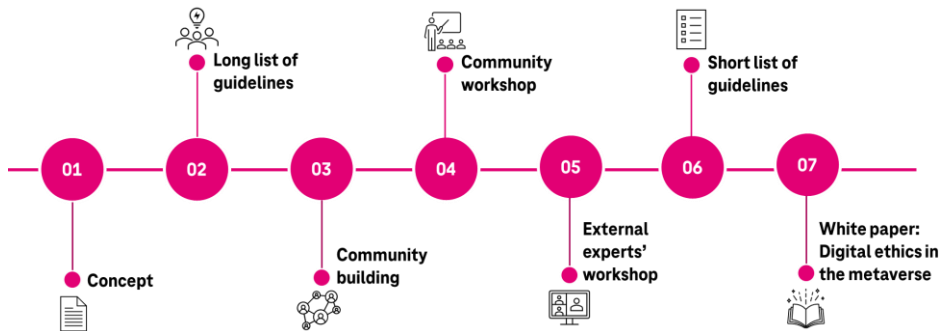 01
Concept
02
Long list of
guidelines
03
Community
building
04
Community
workshop
05
External
experts’
workshop
06
Short list of
guidelines
07
White paper:
Digital ethics in
the metaverse